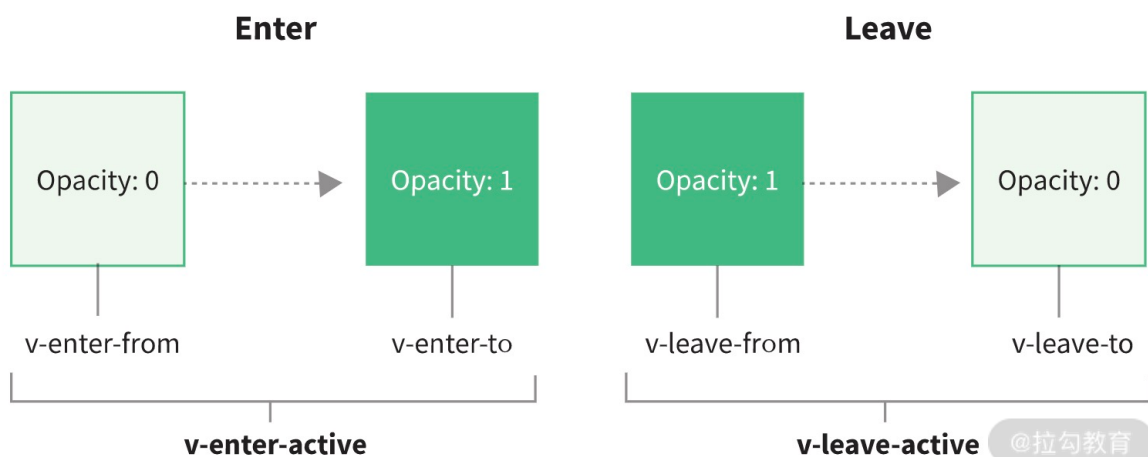 Enter
Leave
Opacity: 0
Opacity: 1
Opacity: 1
Opacity: 0
v-enter-from
v-enter-to
v-leave-from
v-leave-to
v-enter-active
v-leave-active
@拉勾教育